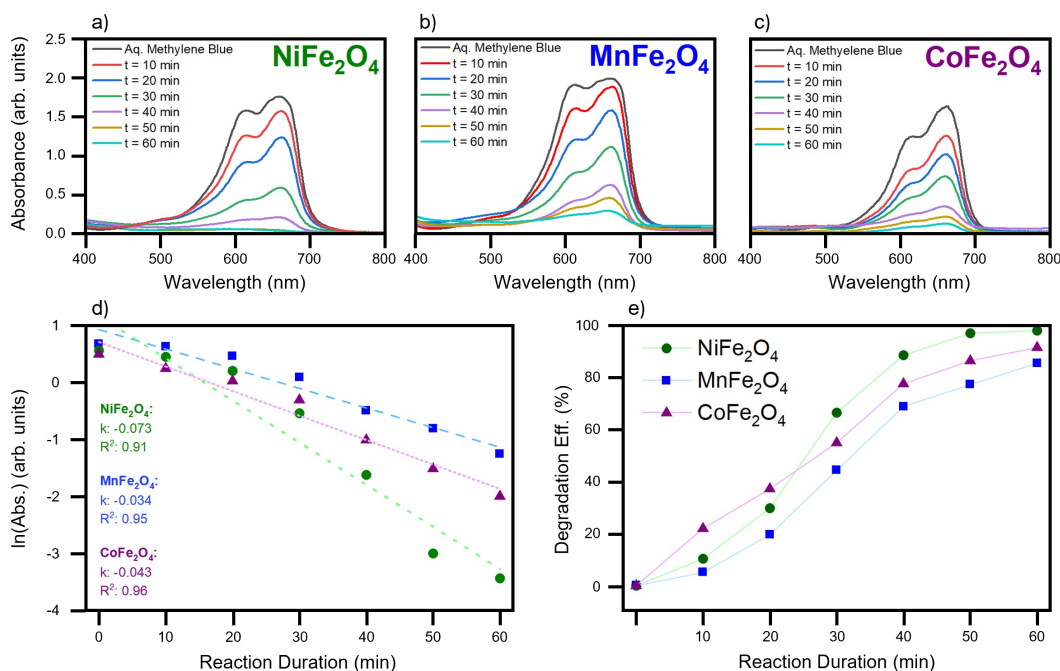 a)
Absorbance (arb. units)
2.5
2.0
1.5
1.0
0.5
0.0
Aq. Methylene Blue
t = 10 min
t = 20 min
t = 30 min
t = 40 min
t = 50 min
t = 60 min
NiFe₂O₄
400 500 600 700 800
Wavelength (nm)
b)
Aq. Methylene Blue
t = 10 min
t = 20 min
t = 30 min
t = 40 min
t = 50 min
t = 60 min
MnFe₂O₄
400 500 600 700 800
Wavelength (nm)
c)
Aq. Methyelene Blue
t = 10 min
t = 20 min
t = 30 min
t = 40 min
t = 50 min
t = 60 min
CoFe₂O₄
400 500 600 700 800
Wavelength (nm)
d)
ln(Abs.) (arb. units)
1
0
-1
-2
-3
-4
NiFe₂O₄:
k: -0.073
R²: 0.91
MnFe₂O₄:
k: -0.034
R²: 0.95
CoFe₂O₄:
k: -0.043
R²: 0.96
0 10 20 30 40 50 60
Reaction Duration (min)
e)
Degradation Eff. (%)
100
80
60
40
20
0
NiFe₂O₄
MnFe₂O₄
CoFe₂O₄
10 20 30 40 50 60
Reaction Duration (min)